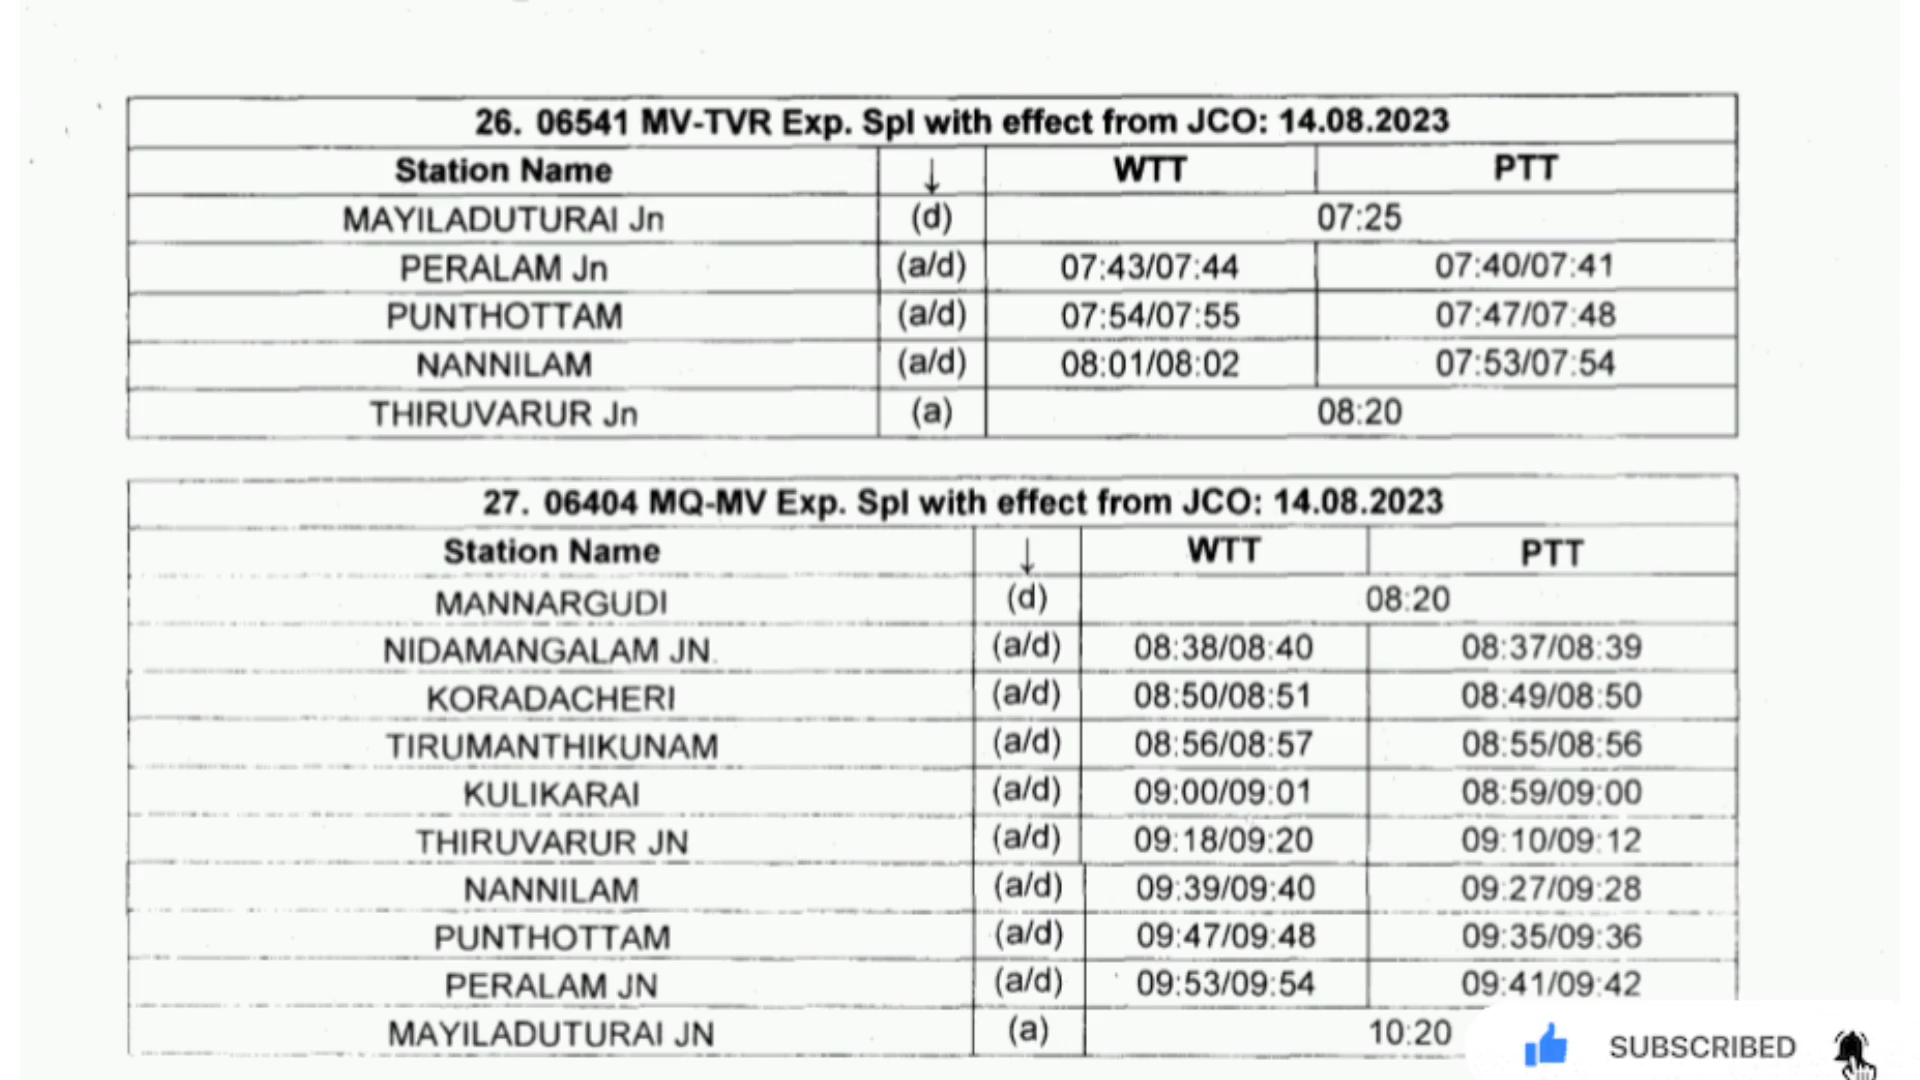 26. 06541 MV-TVR Exp. Spl with effect from JCO: 14.08.2023
Station Name ↓ WTT PTT
MAYILADUTURAI Jn (d) 07:25
PERALAM Jn (a/d) 07:43/07:44 07:40/07:41
PUNTHOTTAM (a/d) 07:54/07:55 07:47/07:48
NANNILAM (a/d) 08:01/08:02 07:53/07:54
THIRUVARUR Jn (a) 08:20
27. 06404 MQ-MV Exp. Spl with effect from JCO: 14.08.2023
Station Name ↓ WTT PTT
MANNARGUDI (d) 08:20
NIDAMANGALAM JN. (a/d) 08:38/08:40 08:37/08:39
KORADACHERI (a/d) 08:50/08:51 08:49/08:50
TIRUMANTHIKUNAM (a/d) 08:56/08:57 08:55/08:56
KULIKARAI (a/d) 09:00/09:01 08:59/09:00
THIRUVARUR JN (a/d) 09:18/09:20 09:10/09:12
NANNILAM (a/d) 09:39/09:40 09:27/09:28
PUNTHOTTAM (a/d) 09:47/09:48 09:35/09:36
PERALAM JN (a/d) 09:53/09:54 09:41/09:42
MAYILADUTURAI JN (a) 10:20
SUBSCRIBED